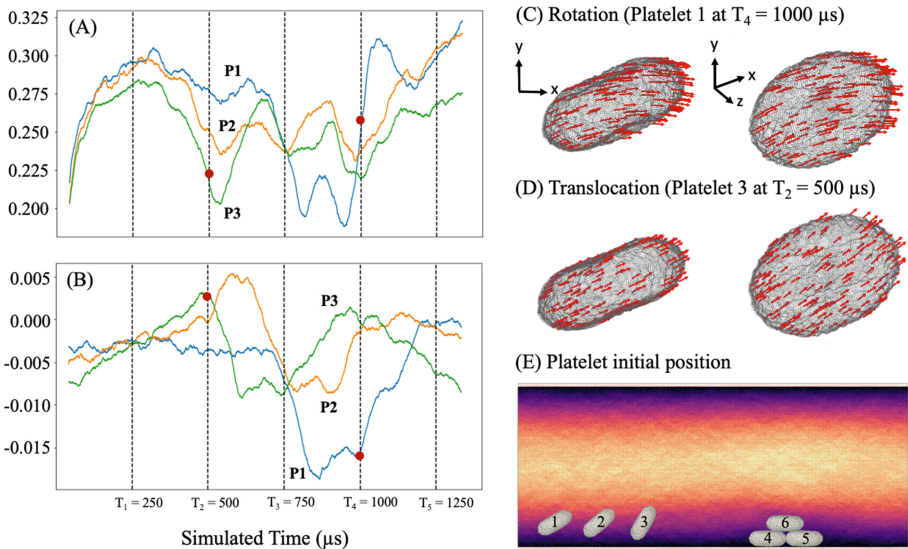 (A)
0.325
0.300
0.275
0.250
0.225
0.200
P1
P2
P3
(B)
0.005
0.000
-0.005
-0.010
-0.015
P3
P2
P1
T₁ = 250
T₂ = 500
T₃ = 750
T₄ = 1000
T₅ = 1250
Simulated Time (μs)
(C) Rotation (Platelet 1 at T₄ = 1000 μs)
y
x
y
x
z
(D) Translocation (Platelet 3 at T₂ = 500 μs)
(E) Platelet initial position
1
2
3
6
4
5